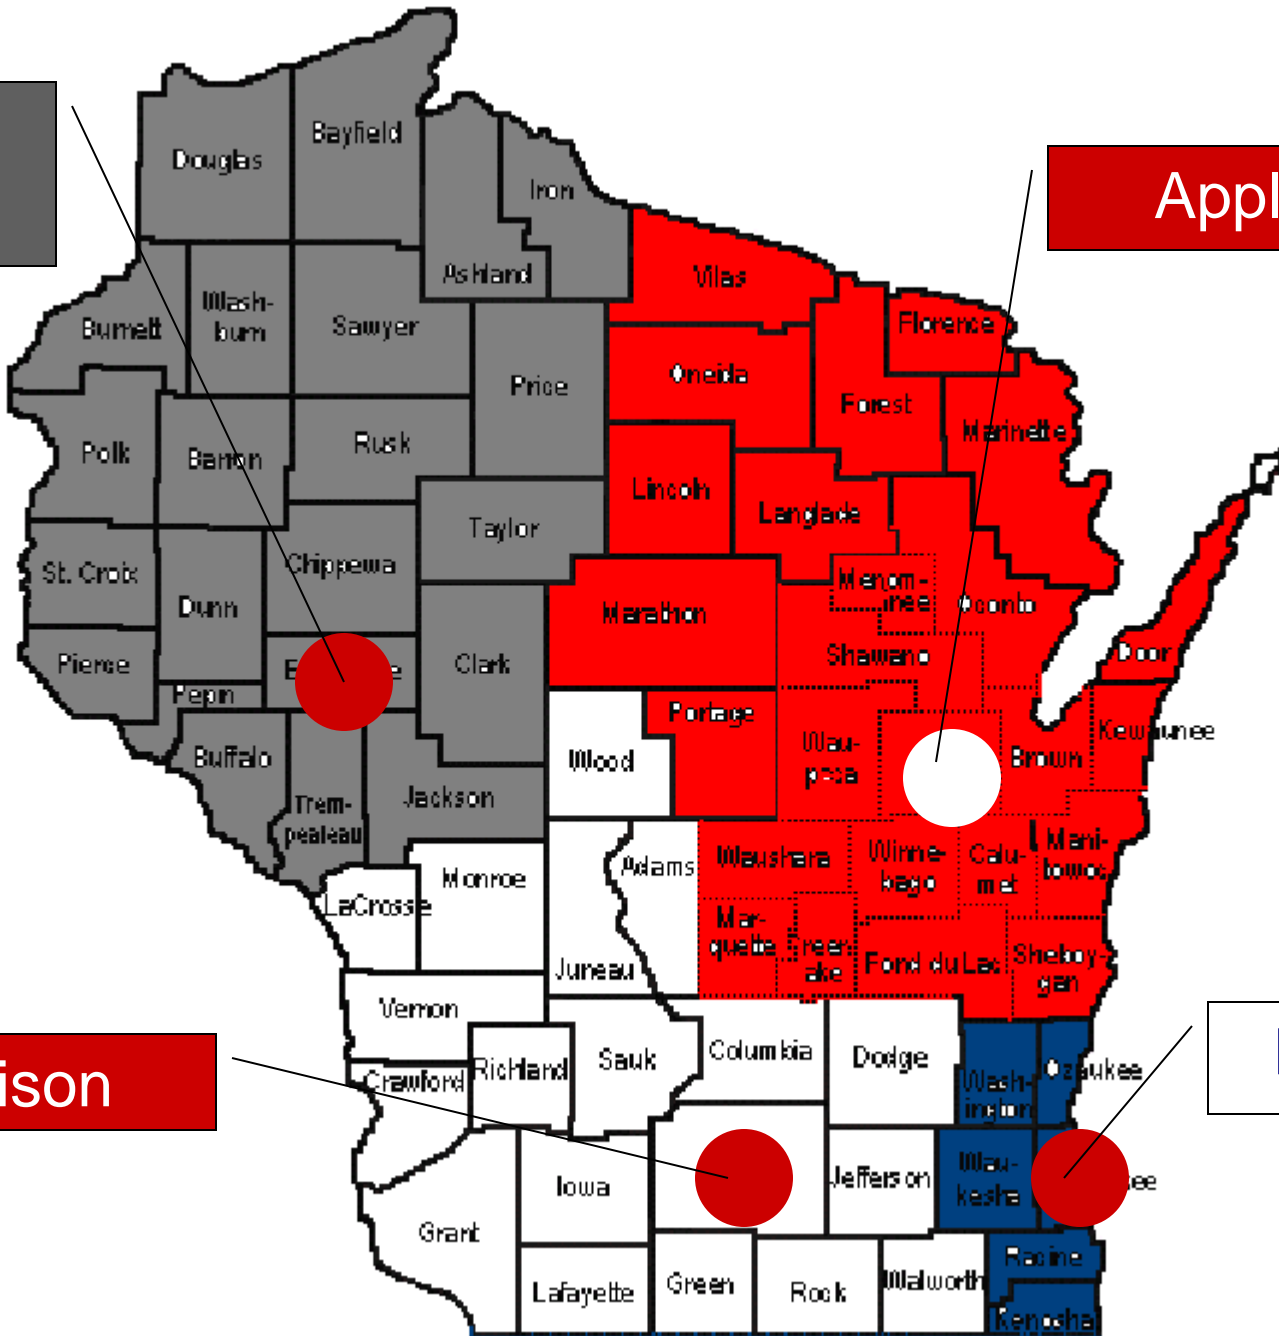 Bayfield
Douglas
Iron
Appl
Ashland
Vilas
Wash-
burn
Burnett
Sawyer
Florence
Price
Oneida
Forest
Marinette
Polk
Barron
Rusk
Lincoln
Langlade
Taylor
St. Croix
Chippewa
Dunn
Menom-
inee
Oconto
Marathon
Pierce
Clark
Shawano
Door
Pepin
Portage
Kewaunee
Buffalo
Wood
Wau-
paca
Brown
Trem-
pealeau
Jackson
Adams
Waushara
Winne-
bago
Calu-
met
Mani-
towoc
Monroe
LaCrosse
Mar-
quette
Green
Lake
Juneau
Fond du Lac
Sheboy-
gan
Vernon
Richland
Sauk
Columbia
Dodge
Ozaukee
Crawford
Wash-
ington
ison
Iowa
Jefferson
Wau-
kesha
ee
Grant
Racine
Lafayette
Green
Rock
Walworth
Kenosha